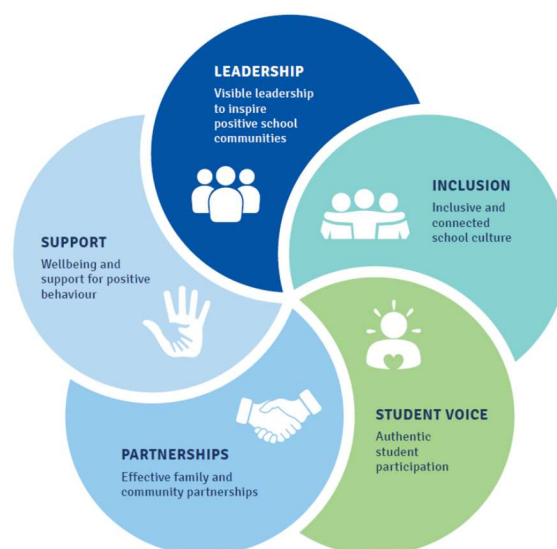 LEADERSHIP
Visible leadership
to inspire
positive school
communities
INCLUSION
Inclusive and
connected
school culture
STUDENT VOICE
Authentic
student
participation
PARTNERSHIPS
Effective family and
community partnerships
SUPPORT
Wellbeing and
support for positive
behaviour